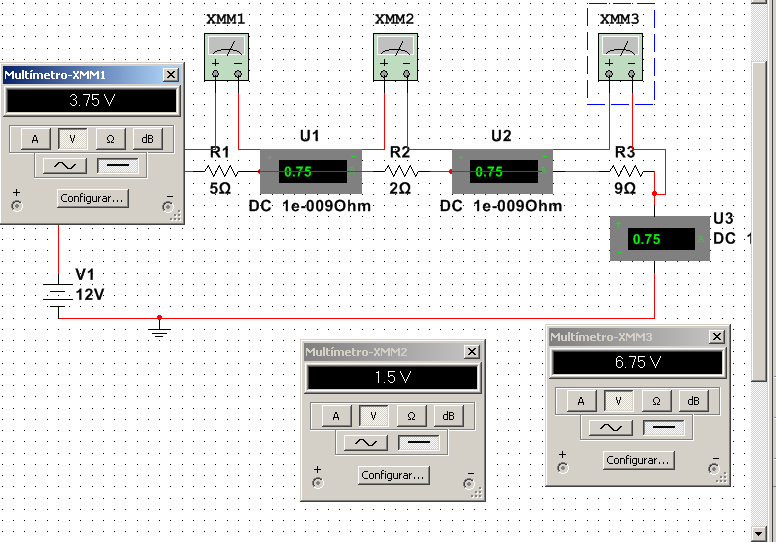 XMM1
XMM2
XMM3
Multímetro-XMM1
3.75 V
A V Ω dB
Configurar...
+ -
U1
U2
R1
R2
R3
0.75
0.75
5Ω
2Ω
9Ω
DC 1e-009Ohm
DC 1e-009Ohm
U3
0.75
DC 1
V1
12V
Multímetro-XMM2
1.5 V
A V Ω dB
Configurar...
+ -
Multímetro-XMM3
6.75 V
A V Ω dB
Configurar...
+ -